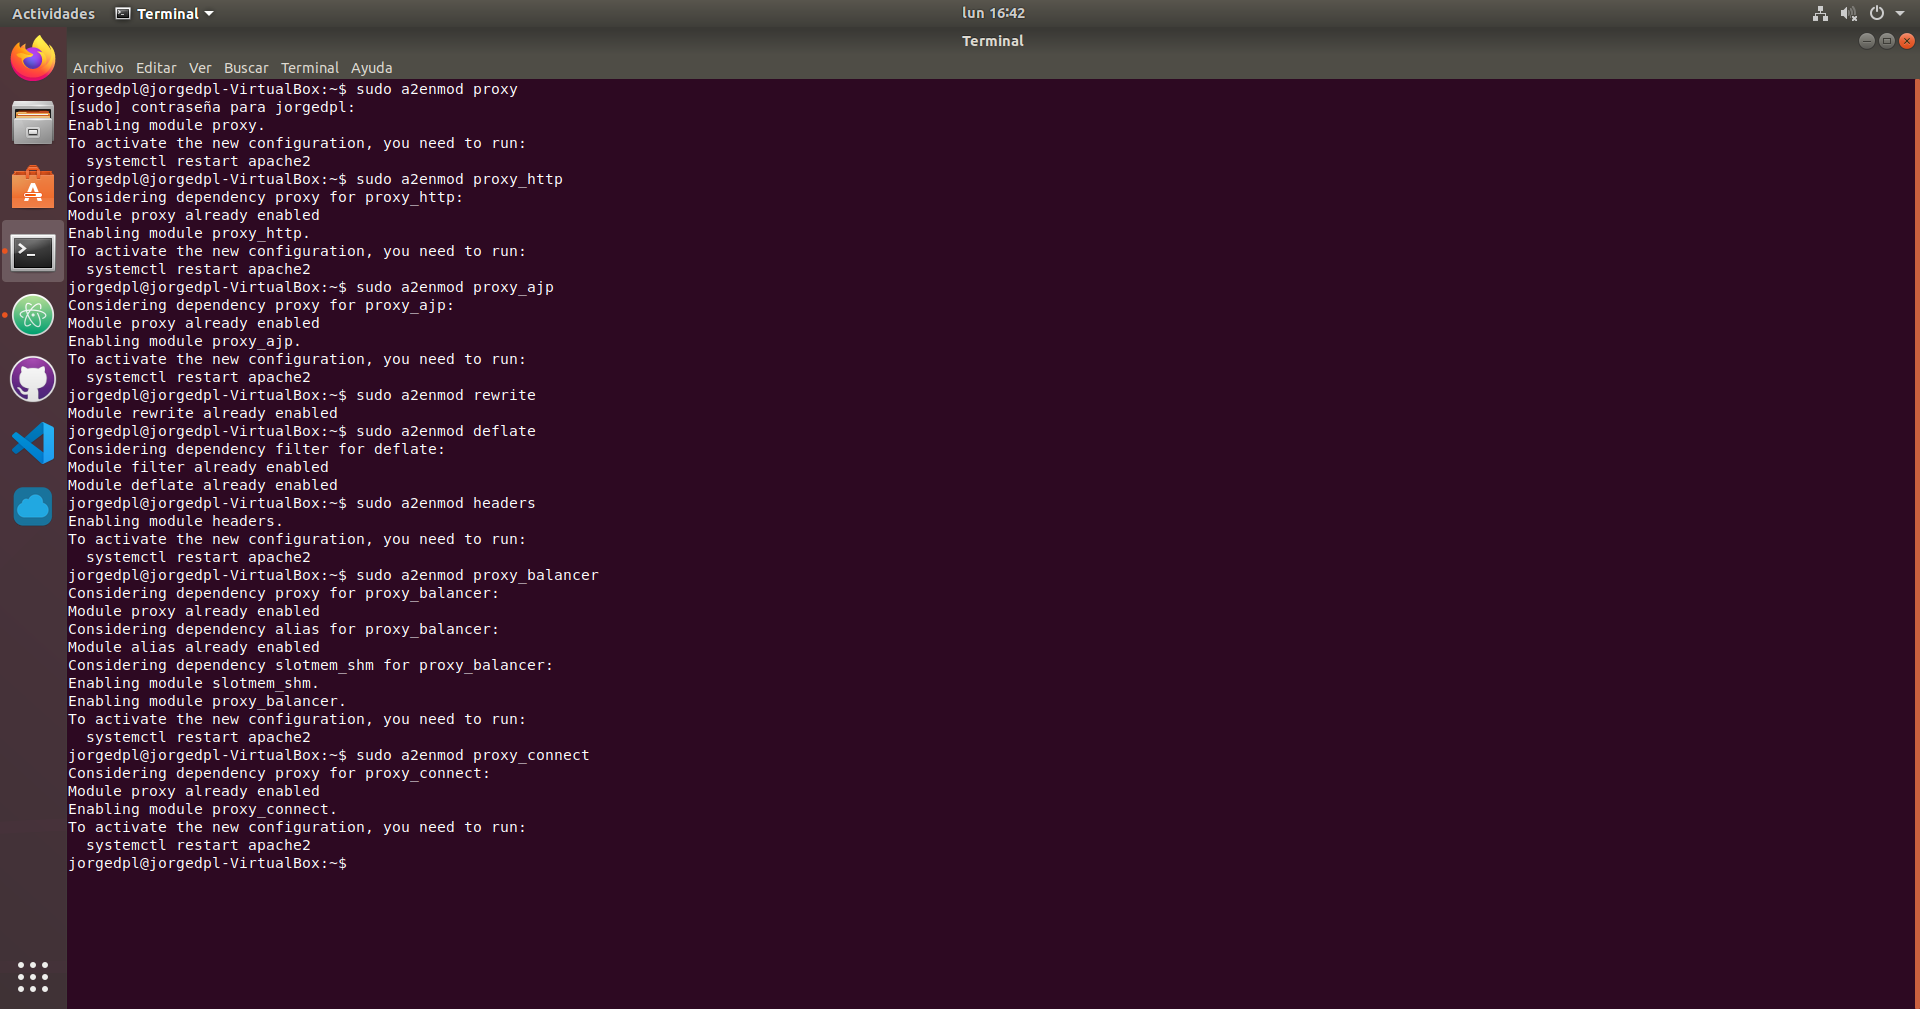 Actividades Terminal lun 16:42
Terminal
Archivo Editar Ver Buscar Terminal Ayuda
jorgedpl@jorgedpl-VirtualBox:~$ sudo a2enmod proxy
[sudo] contraseña para jorgedpl:
Enabling module proxy.
To activate the new configuration, you need to run:
  systemctl restart apache2
jorgedpl@jorgedpl-VirtualBox:~$ sudo a2enmod proxy_http
Considering dependency proxy for proxy_http:
Module proxy already enabled
Enabling module proxy_http.
To activate the new configuration, you need to run:
  systemctl restart apache2
jorgedpl@jorgedpl-VirtualBox:~$ sudo a2enmod proxy_ajp
Considering dependency proxy for proxy_ajp:
Module proxy already enabled
Enabling module proxy_ajp.
To activate the new configuration, you need to run:
  systemctl restart apache2
jorgedpl@jorgedpl-VirtualBox:~$ sudo a2enmod rewrite
Module rewrite already enabled
jorgedpl@jorgedpl-VirtualBox:~$ sudo a2enmod deflate
Considering dependency filter for deflate:
Module filter already enabled
Module deflate already enabled
jorgedpl@jorgedpl-VirtualBox:~$ sudo a2enmod headers
Enabling module headers.
To activate the new configuration, you need to run:
  systemctl restart apache2
jorgedpl@jorgedpl-VirtualBox:~$ sudo a2enmod proxy_balancer
Considering dependency proxy for proxy_balancer:
Module proxy already enabled
Considering dependency alias for proxy_balancer:
Module alias already enabled
Considering dependency slotmem_shm for proxy_balancer:
Enabling module slotmem_shm.
Enabling module proxy_balancer.
To activate the new configuration, you need to run:
  systemctl restart apache2
jorgedpl@jorgedpl-VirtualBox:~$ sudo a2enmod proxy_connect
Considering dependency proxy for proxy_connect:
Module proxy already enabled
Enabling module proxy_connect.
To activate the new configuration, you need to run:
  systemctl restart apache2
jorgedpl@jorgedpl-VirtualBox:~$